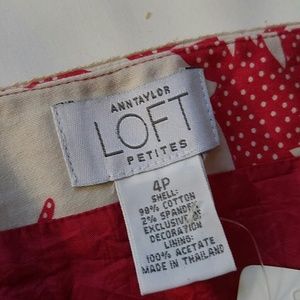 ANNTAYLOR
LOFT
PETITES
4P
SHELL:
98% COTTON
2% SPANDEX
EXCLUSIVE OF
DECORATION
LINING:
100% ACETATE
MADE IN THAILAND